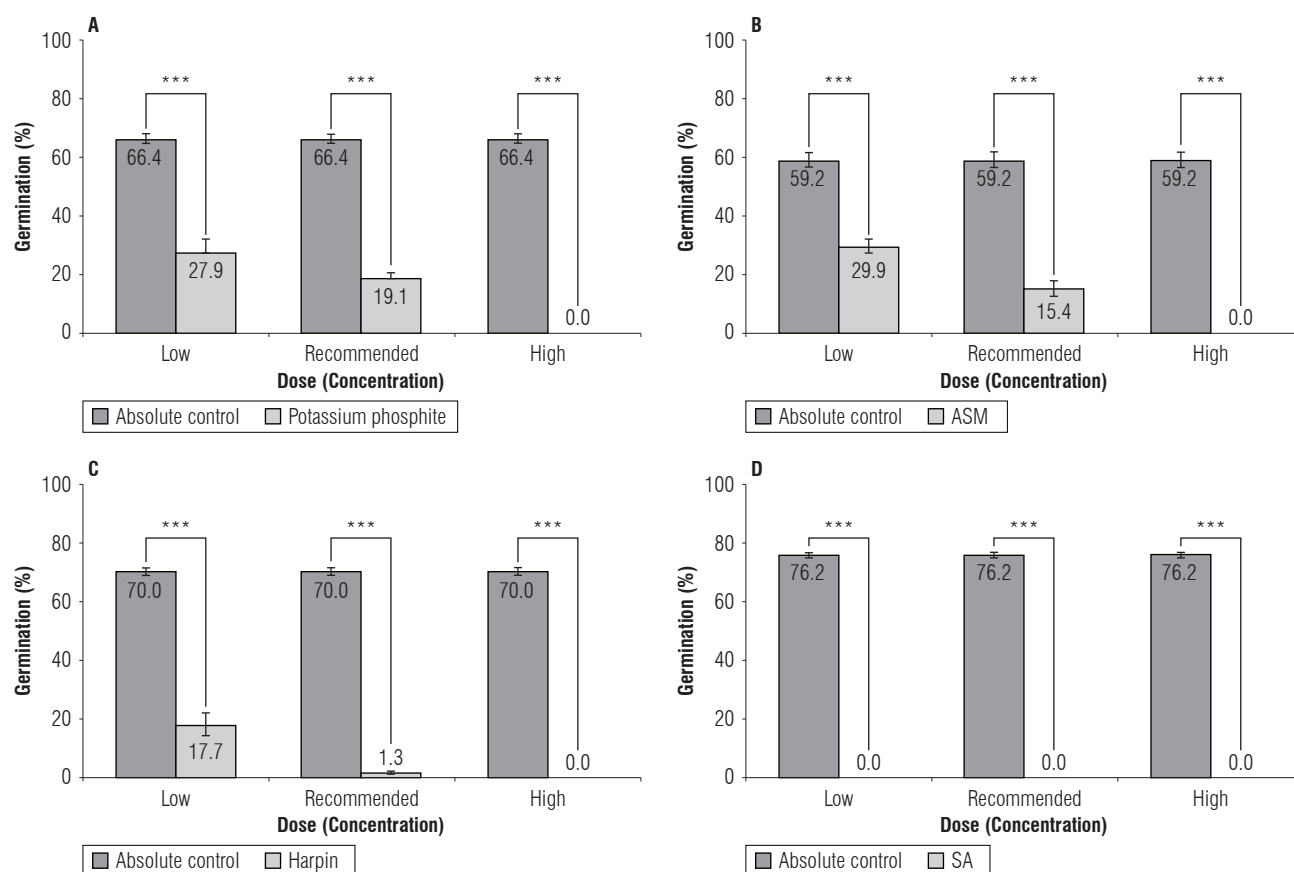 A
100
80
60
40
20
0
Germination (%)
***
***
***
66.4
27.9
66.4
19.1
66.4
0.0
Low
Recommended
High
Dose (Concentration)
Absolute control
Potassium phosphite
B
100
80
60
40
20
0
Germination (%)
***
***
***
59.2
29.9
59.2
15.4
59.2
0.0
Low
Recommended
High
Dose (Concentration)
Absolute control
ASM
C
100
80
60
40
20
0
Germination (%)
***
***
***
70.0
17.7
70.0
1.3
70.0
0.0
Low
Recommended
High
Dose (Concentration)
Absolute control
Harpin
D
100
80
60
40
20
0
Germination (%)
***
***
***
76.2
0.0
76.2
0.0
76.2
0.0
Low
Recommended
High
Dose (Concentration)
Absolute control
SA